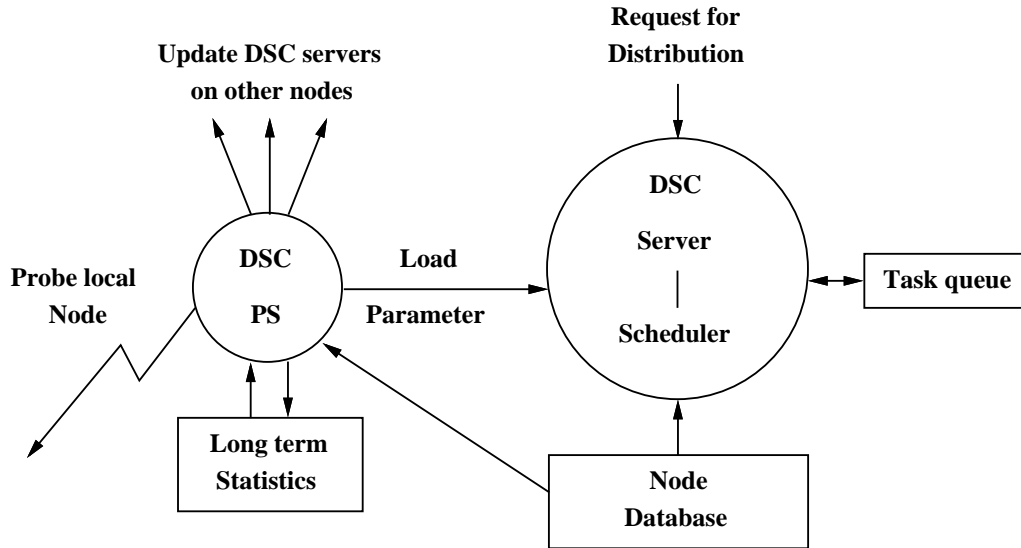 Request for
Distribution
Update DSC servers
on other nodes
DSC
Server
Scheduler
DSC
PS
Load
Parameter
Probe local
Node
Task queue
Long term
Statistics
Node
Database